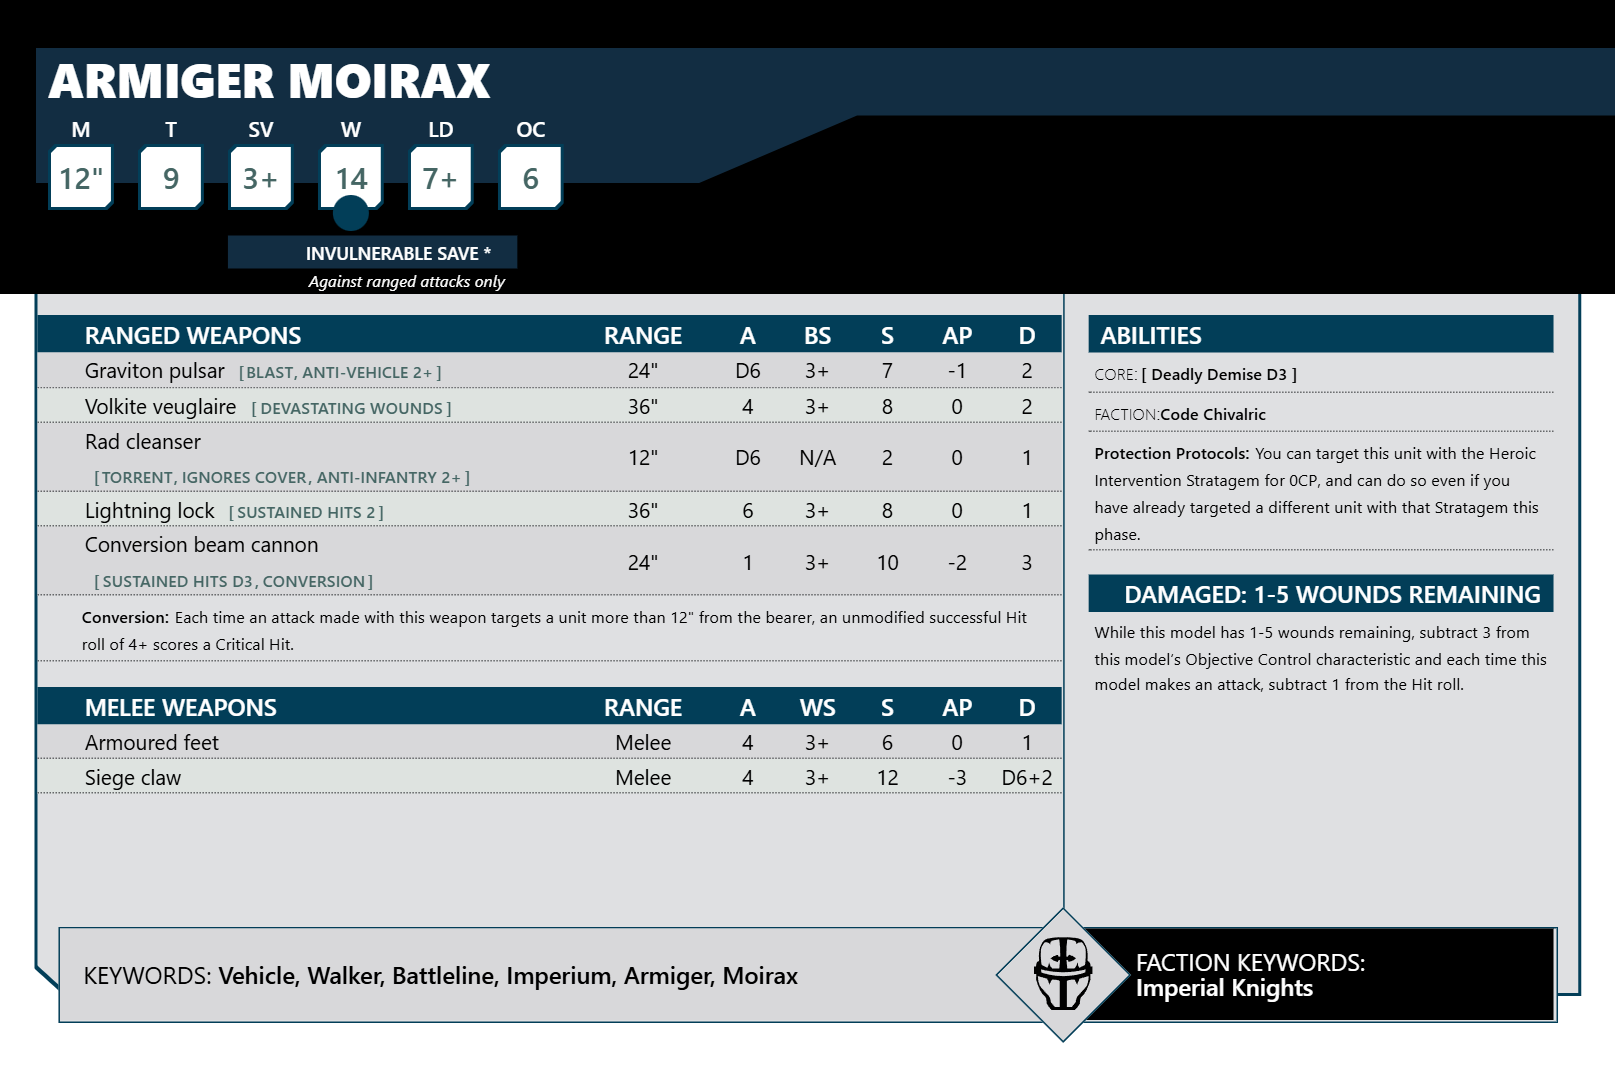 ARMIGER MOIRAX
M T SV W LD OC
12" 9 3+ 14 7+ 6
INVULNERABLE SAVE *
Against ranged attacks only
RANGED WEAPONS RANGE A BS S AP D
Graviton pulsar [ BLAST, ANTI-VEHICLE 2+ ] 24" D6 3+ 7 -1 2
Volkite veuglaire [ DEVASTATING WOUNDS ] 36" 4 3+ 8 0 2
Rad cleanser
[ TORRENT, IGNORES COVER, ANTI-INFANTRY 2+ ] 12" D6 N/A 2 0 1
Lightning lock [ SUSTAINED HITS 2 ] 36" 6 3+ 8 0 1
Conversion beam cannon
[ SUSTAINED HITS D3, CONVERSION ] 24" 1 3+ 10 -2 3
Conversion: Each time an attack made with this weapon targets a unit more than 12" from the bearer, an unmodified successful Hit
roll of 4+ scores a Critical Hit.
MELEE WEAPONS RANGE A WS S AP D
Armoured feet Melee 4 3+ 6 0 1
Siege claw Melee 4 3+ 12 -3 D6+2
ABILITIES
CORE: [ Deadly Demise D3 ]
FACTION:Code Chivalric
Protection Protocols: You can target this unit with the Heroic
Intervention Stratagem for 0CP, and can do so even if you
have already targeted a different unit with that Stratagem this
phase.
DAMAGED: 1-5 WOUNDS REMAINING
While this model has 1-5 wounds remaining, subtract 3 from
this model's Objective Control characteristic and each time this
model makes an attack, subtract 1 from the Hit roll.
KEYWORDS: Vehicle, Walker, Battleline, Imperium, Armiger, Moirax
FACTION KEYWORDS:
Imperial Knights